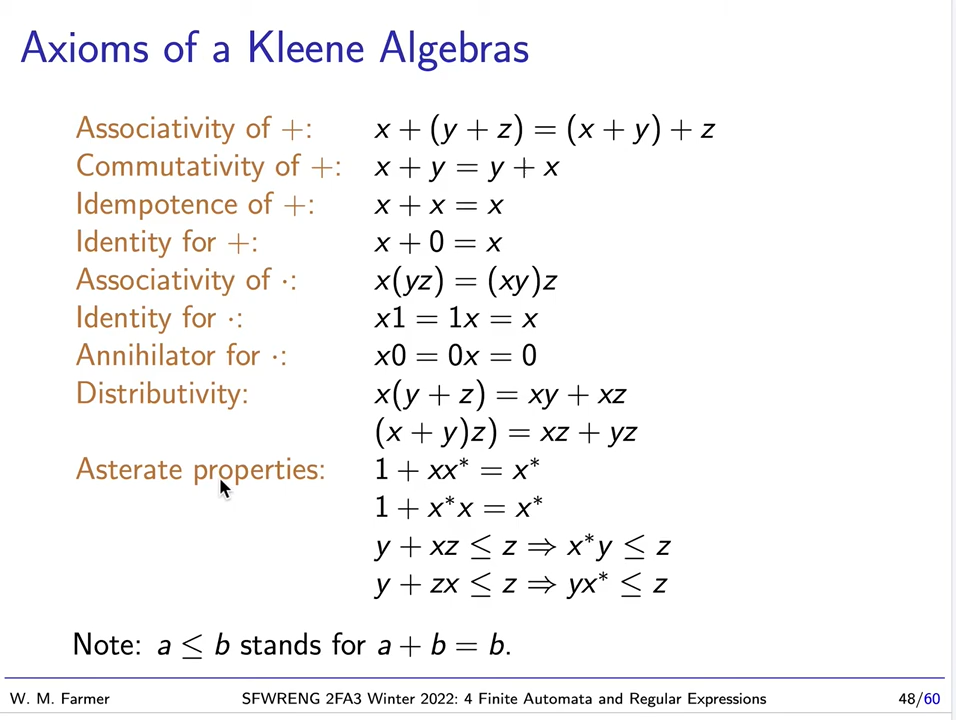 Axioms of a Kleene Algebras
Associativity of +: x + (y + z) = (x + y) + z
Commutativity of +: x + y = y + x
Idempotence of +: x + x = x
Identity for +: x + 0 = x
Associativity of ·: x(yz) = (xy)z
Identity for ·: x1 = 1x = x
Annihilator for ·: x0 = 0x = 0
Distributivity: x(y + z) = xy + xz
(x + y)z) = xz + yz
Asterate properties: 1 + xx* = x*
1 + x*x = x*
y + xz ≤ z ⇒ x*y ≤ z
y + zx ≤ z ⇒ yx* ≤ z
Note: a ≤ b stands for a + b = b.
W. M. Farmer SFWRENG 2FA3 Winter 2022: 4 Finite Automata and Regular Expressions 48/60